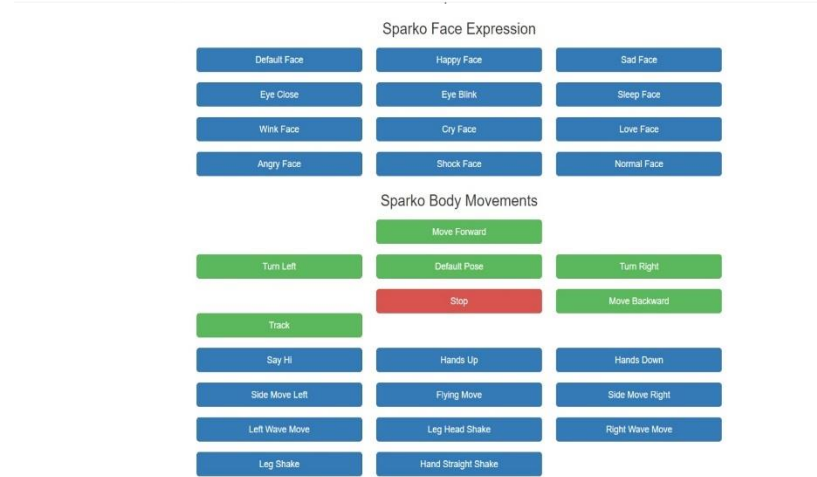 Sparko Face Expression
Default Face Happy Face Sad Face
Eye Close Eye Blink Sleep Face
Wink Face Cry Face Love Face
Angry Face Shock Face Normal Face
Sparko Body Movements
Move Forward
Turn Left Default Pose Turn Right
Stop Move Backward
Track
Say Hi Hands Up Hands Down
Side Move Left Flying Move Side Move Right
Left Wave Move Leg Head Shake Right Wave Move
Leg Shake Hand Straight Shake